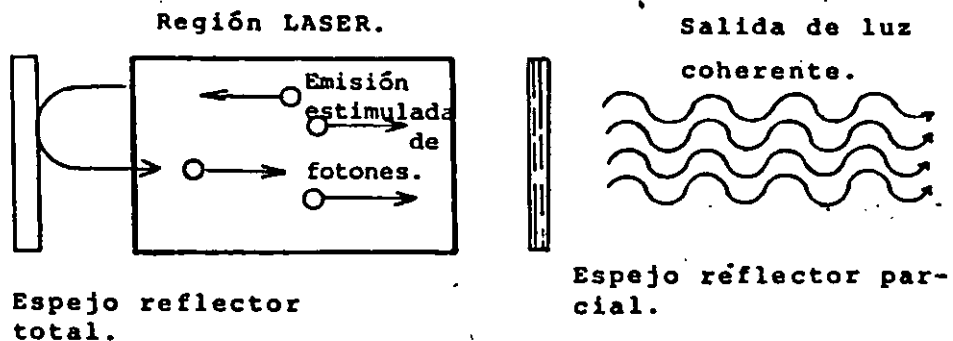 Región LASER.
Salida de luz
coherente.
Emisión
estimulada
de
fotones.
Espejo reflector
total.
Espejo reflector par-
cial.